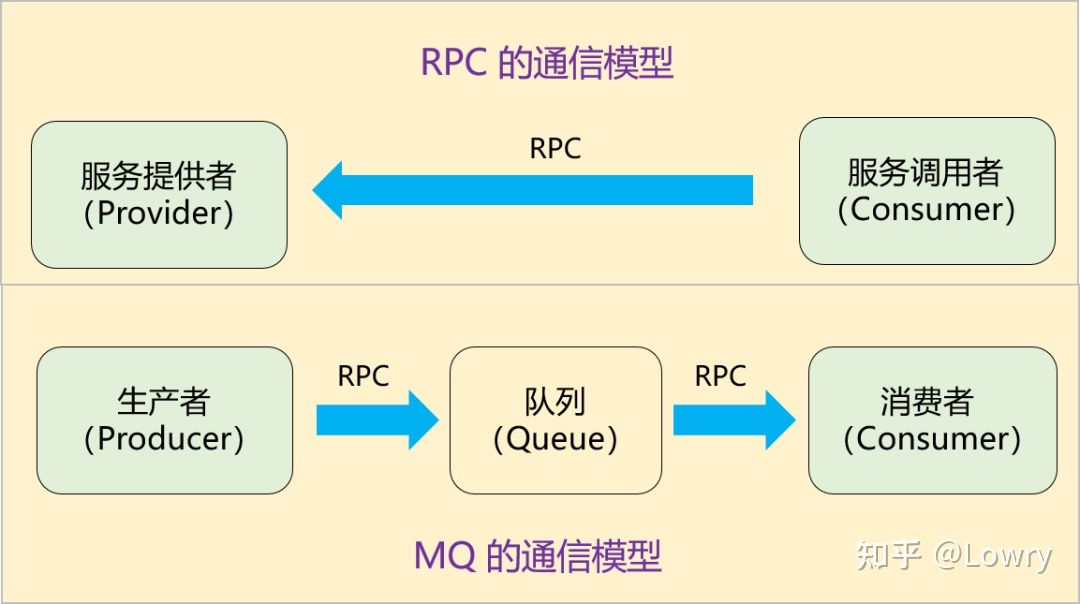 RPC 的通信模型
服务提供者
（Provider）
RPC
服务调用者
（Consumer）
生产者
（Producer）
RPC
队列
（Queue）
RPC
消费者
（Consumer）
MQ 的通信模型
知乎 @Lowry